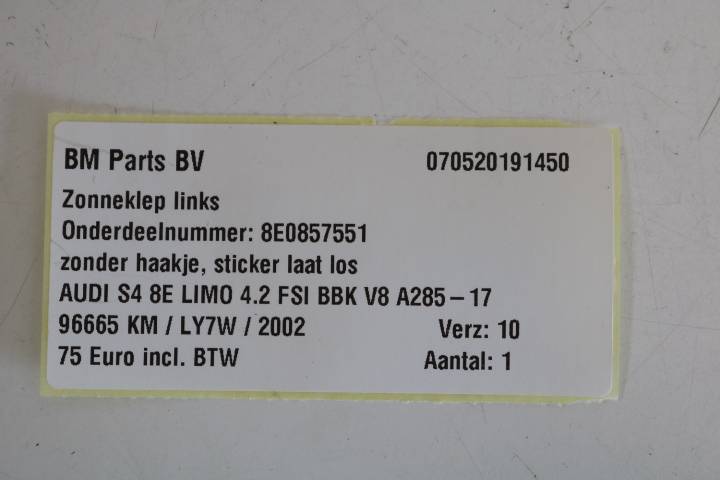 BM Parts BV 070520191450
Zonneklep links
Onderdeelnummer: 8E0857551
zonder haakje, sticker laat los
AUDI S4 8E LIMO 4.2 FSI BBK V8 A285-17
96665 KM / LY7W / 2002 Verz: 10
75 Euro incl. BTW Aantal: 1